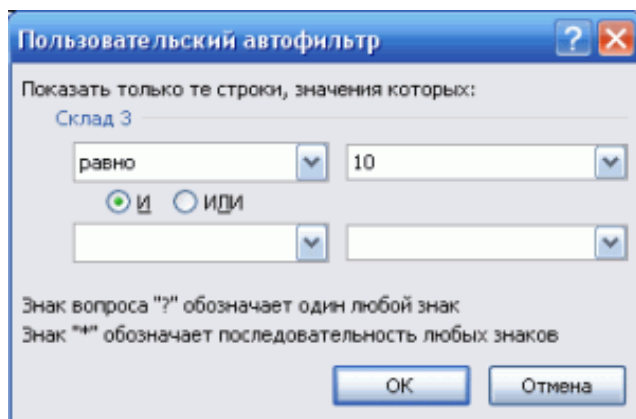 Пользовательский автофильтр
Показать только те строки, значения которых:
Склад 3
равно 10
И ИЛИ
Знак вопроса "?" обозначает один любой знак
Знак "*" обозначает последовательность любых знаков
ОК Отмена